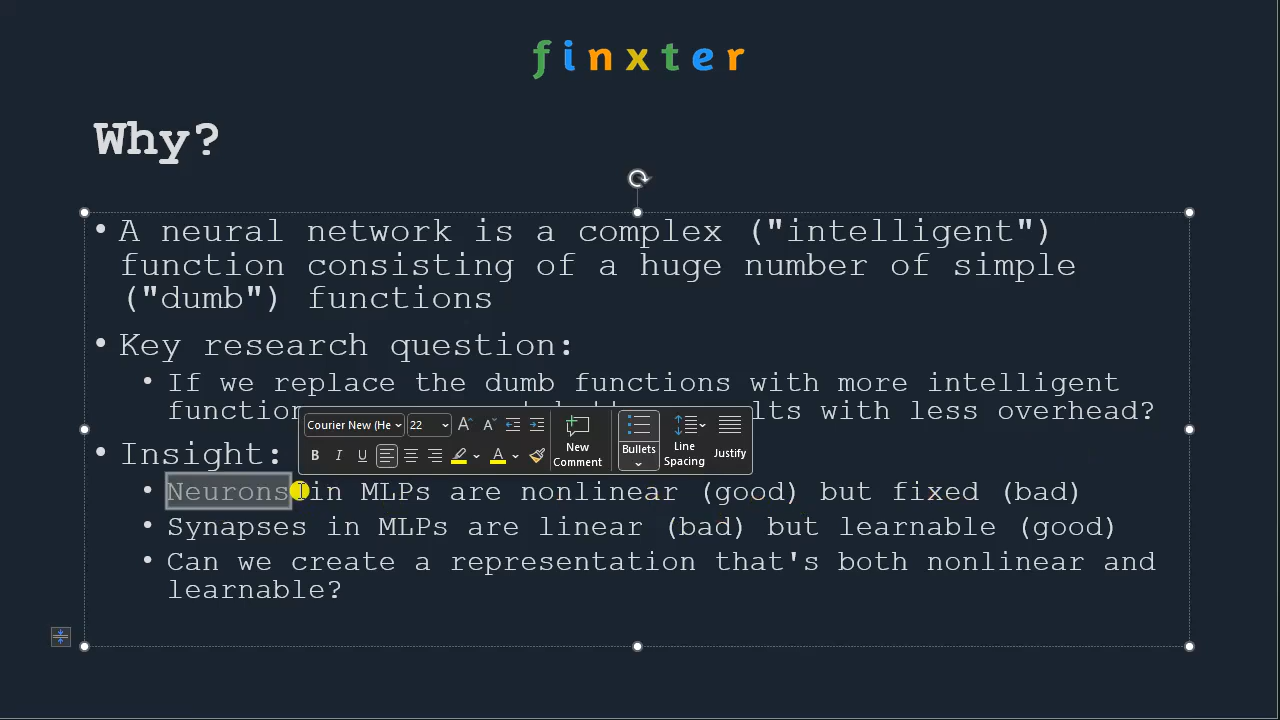 finxter
Why?
• A neural network is a complex ("intelligent")
function consisting of a huge number of simple
("dumb") functions
• Key research question:
• If we replace the dumb functions with more intelligent
with less overhead?
Courier New (He
22
New
Comment
Bullets
Line
Spacing
Justify
B I U A
• Insight:
• Neurons in MLPs are nonlinear (good) but fixed (bad)
• Synapses in MLPs are linear (bad) but learnable (good)
• Can we create a representation that's both nonlinear and
learnable?